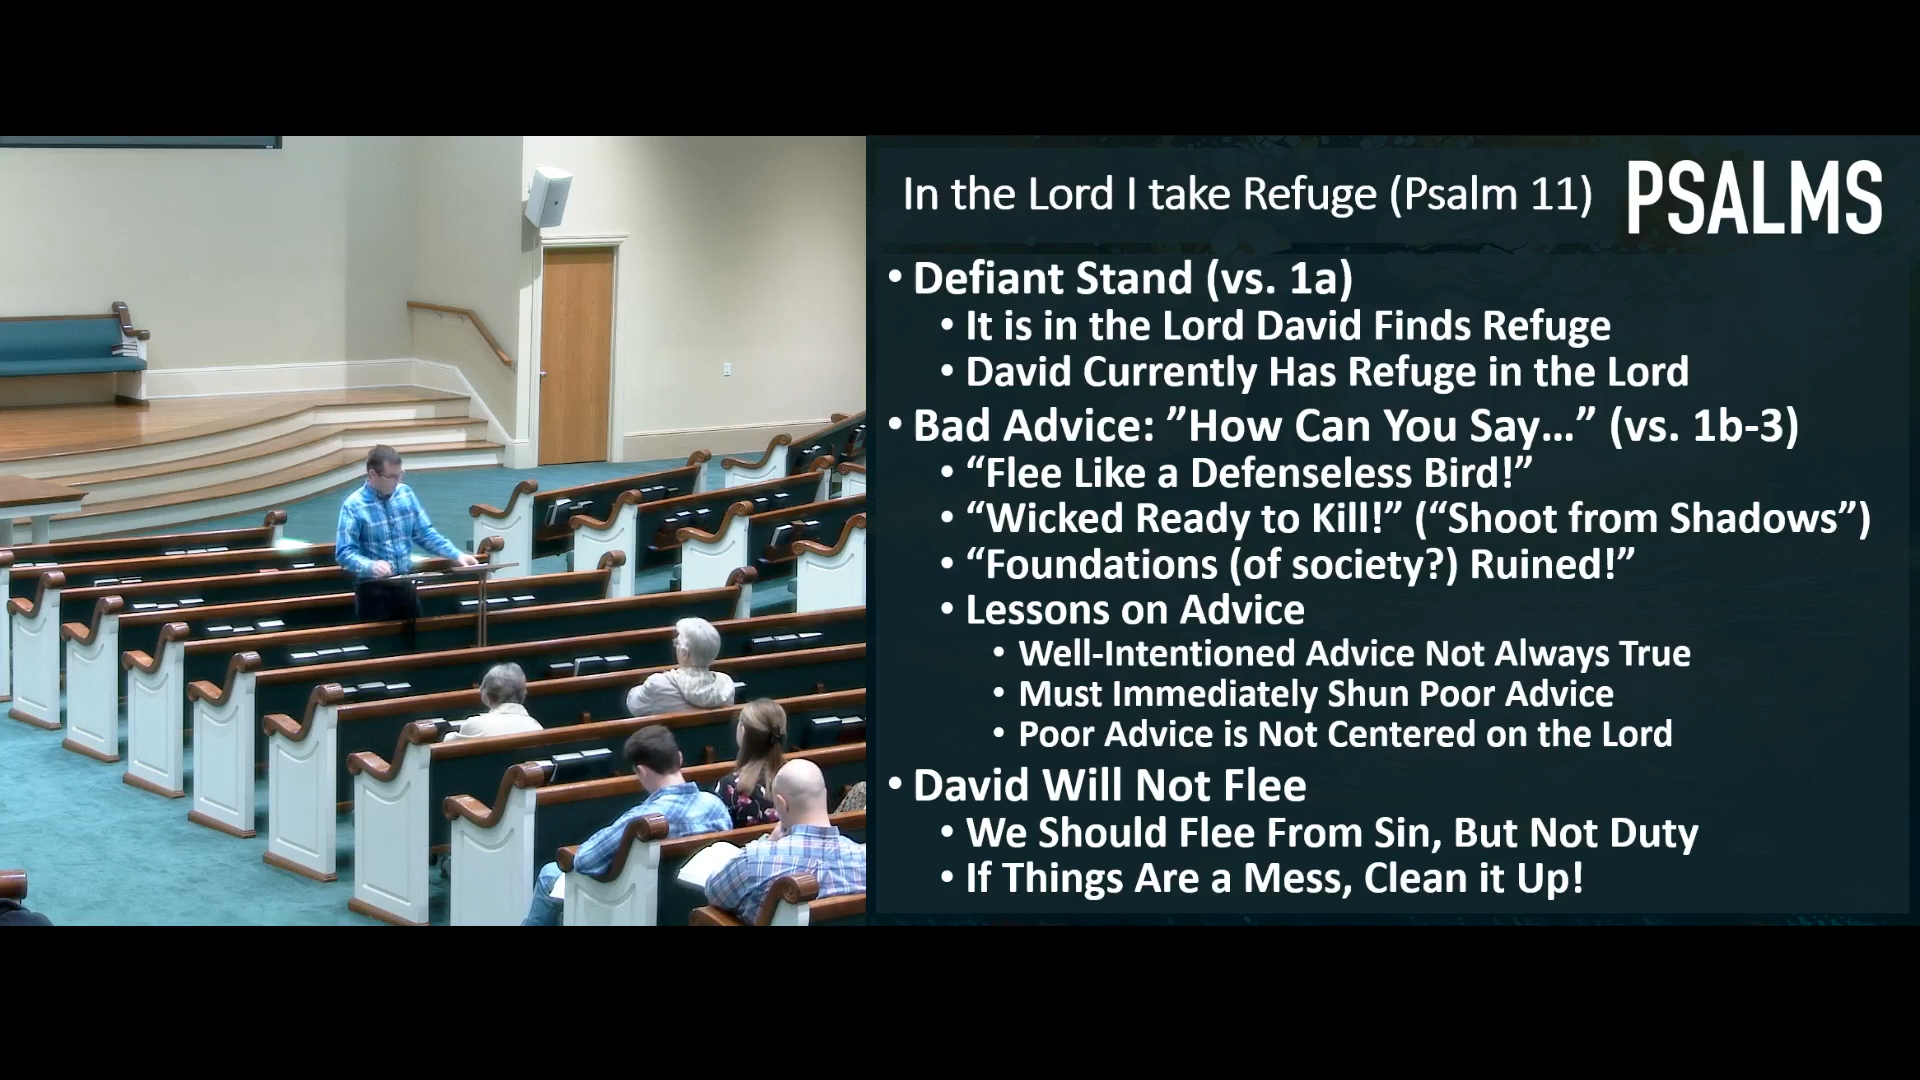 In the Lord I take Refuge (Psalm 11)
PSALMS
• Defiant Stand (vs. 1a)
• It is in the Lord David Finds Refuge
• David Currently Has Refuge in the Lord
• Bad Advice: ”How Can You Say…” (vs. 1b-3)
• “Flee Like a Defenseless Bird!”
• “Wicked Ready to Kill!” (“Shoot from Shadows”)
• “Foundations (of society?) Ruined!”
• Lessons on Advice
• Well-Intentioned Advice Not Always True
• Must Immediately Shun Poor Advice
• Poor Advice is Not Centered on the Lord
• David Will Not Flee
• We Should Flee From Sin, But Not Duty
• If Things Are a Mess, Clean it Up!